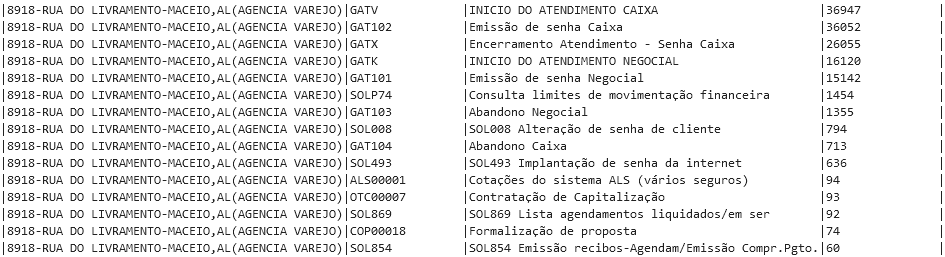 |8918-RUA DO LIVRAMENTO-MACEIO,AL(AGENCIA VAREJO)|GATV |INICIO DO ATENDIMENTO CAIXA |36947 |
|8918-RUA DO LIVRAMENTO-MACEIO,AL(AGENCIA VAREJO)|GAT102 |Emissão de senha Caixa |36052 |
|8918-RUA DO LIVRAMENTO-MACEIO,AL(AGENCIA VAREJO)|GATX |Encerramento Atendimento - Senha Caixa |26055 |
|8918-RUA DO LIVRAMENTO-MACEIO,AL(AGENCIA VAREJO)|GATK |INICIO DO ATENDIMENTO NEGOCIAL |16120 |
|8918-RUA DO LIVRAMENTO-MACEIO,AL(AGENCIA VAREJO)|GAT101 |Emissão de senha Negocial |15142 |
|8918-RUA DO LIVRAMENTO-MACEIO,AL(AGENCIA VAREJO)|SOLP74 |Consulta limites de movimentação financeira |1454 |
|8918-RUA DO LIVRAMENTO-MACEIO,AL(AGENCIA VAREJO)|GAT103 |Abandono Negocial |1355 |
|8918-RUA DO LIVRAMENTO-MACEIO,AL(AGENCIA VAREJO)|SOL008 |SOL008 Alteração de senha de cliente |794 |
|8918-RUA DO LIVRAMENTO-MACEIO,AL(AGENCIA VAREJO)|GAT104 |Abandono Caixa |713 |
|8918-RUA DO LIVRAMENTO-MACEIO,AL(AGENCIA VAREJO)|SOL493 |SOL493 Implantação de senha da internet |636 |
|8918-RUA DO LIVRAMENTO-MACEIO,AL(AGENCIA VAREJO)|ALS00001 |Cotações do sistema ALS (vários seguros) |94 |
|8918-RUA DO LIVRAMENTO-MACEIO,AL(AGENCIA VAREJO)|OTC00007 |Contratação de Capitalização |93 |
|8918-RUA DO LIVRAMENTO-MACEIO,AL(AGENCIA VAREJO)|SOL869 |SOL869 Lista agendamentos liquidados/em ser |92 |
|8918-RUA DO LIVRAMENTO-MACEIO,AL(AGENCIA VAREJO)|COP00018 |Formalização de proposta |74 |
|8918-RUA DO LIVRAMENTO-MACEIO,AL(AGENCIA VAREJO)|SOL854 |SOL854 Emissão recibos-Agendam/Emissão Compr.Pgto.|60 |